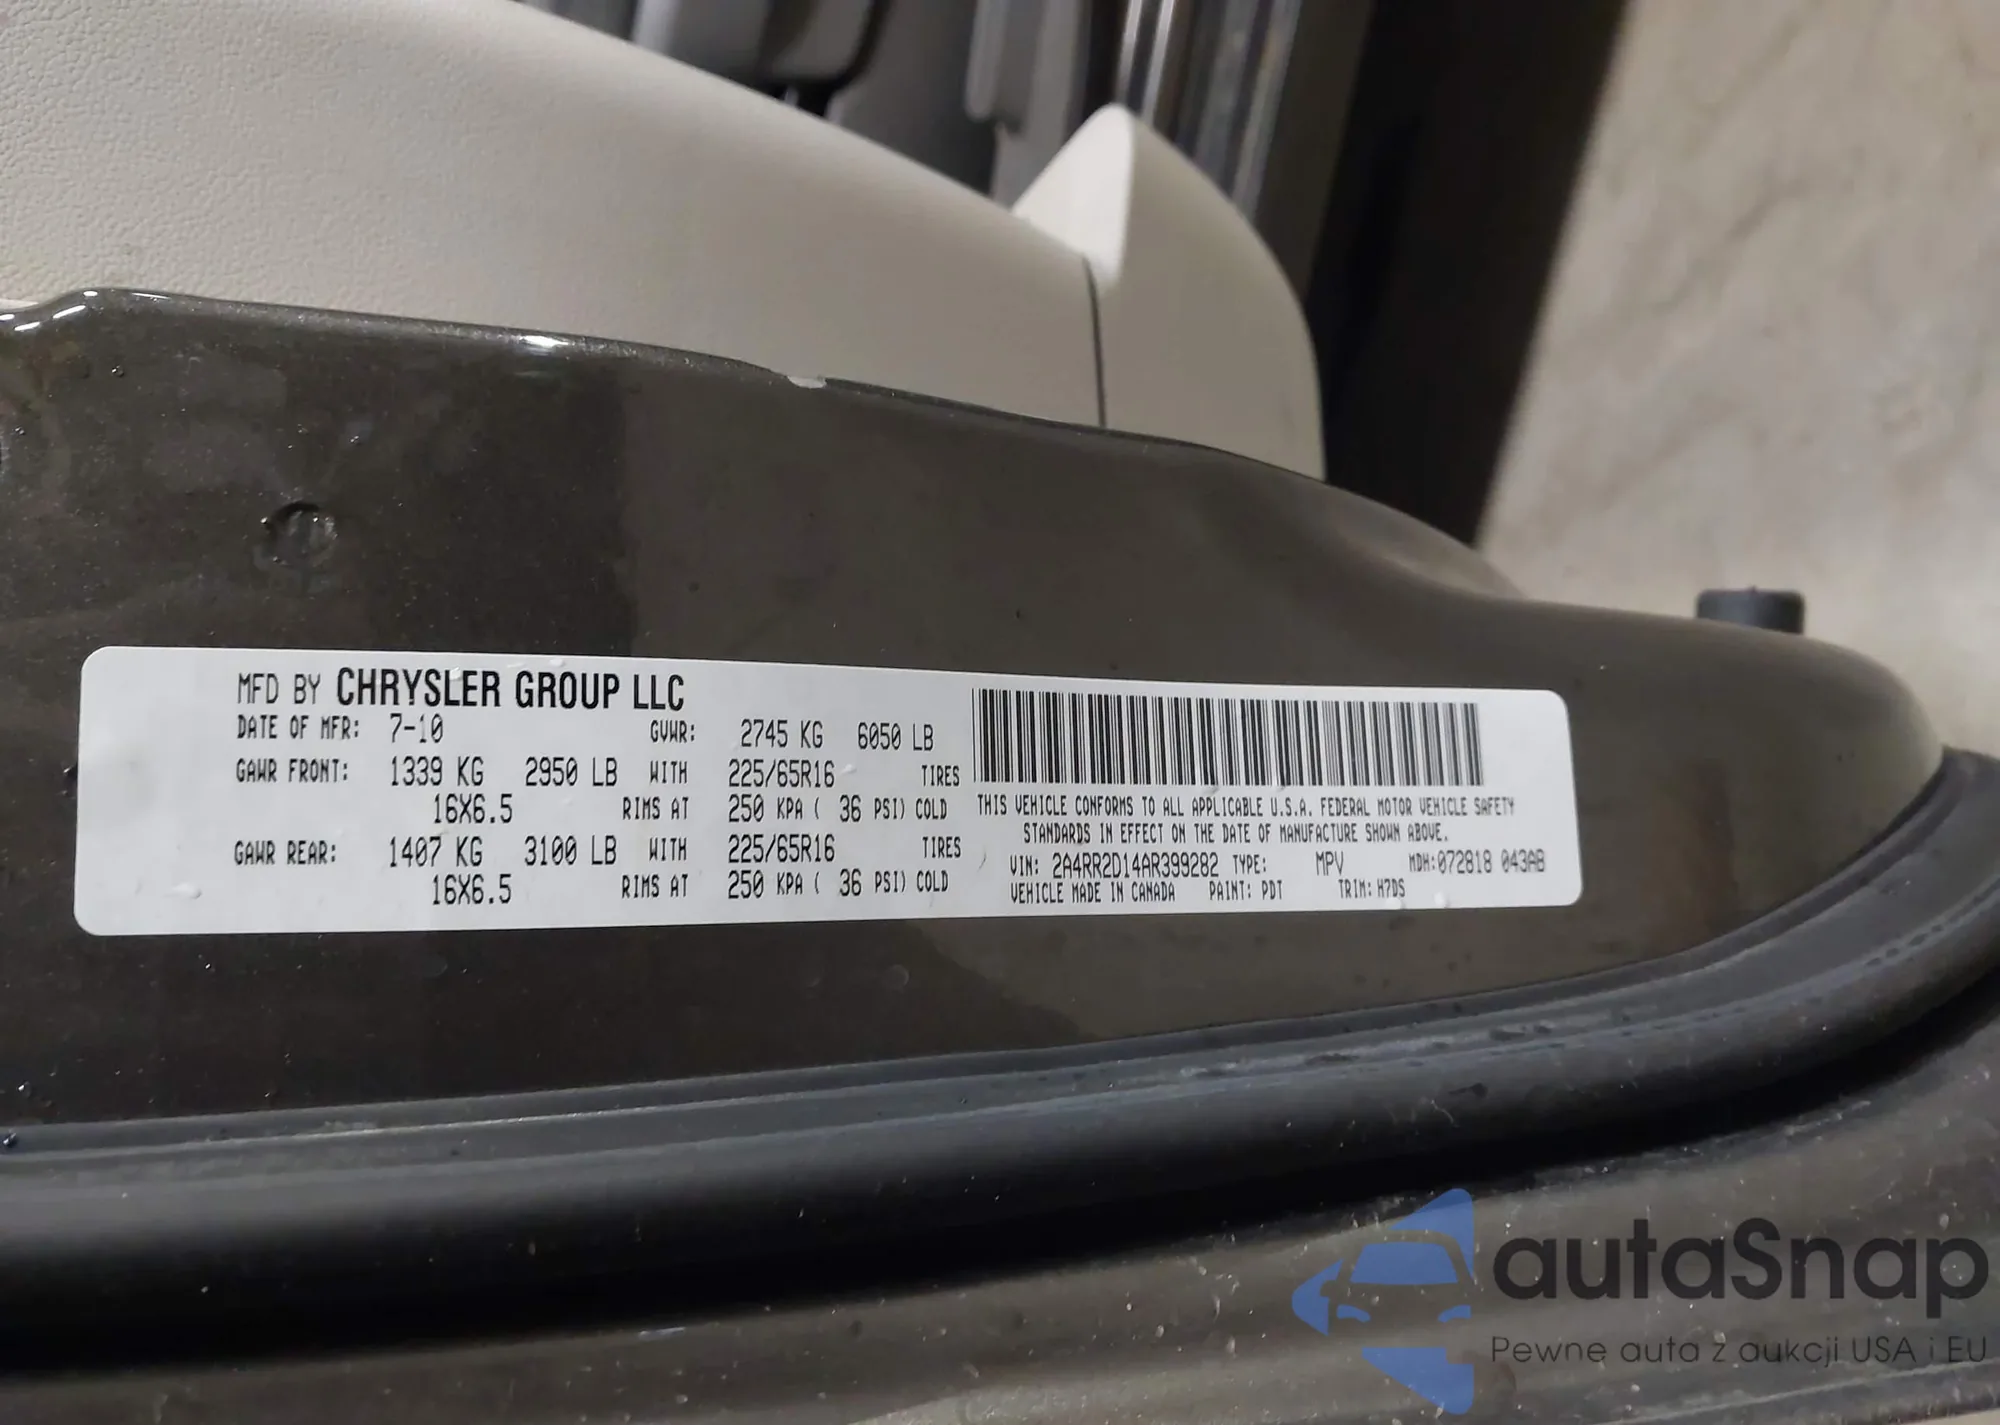 MFD BY CHRYSLER GROUP LLC
DATE OF MFR: 7-10 GVWR: 2745 KG 6050 LB
GAWR FRONT: 1339 KG 2950 LB WITH 225/65R16 TIRES
16X6.5 RIMS AT 250 KPA ( 36 PSI) COLD
GAWR REAR: 1407 KG 3100 LB WITH 225/65R16 TIRES
16X6.5 RIMS AT 250 KPA ( 36 PSI) COLD
THIS VEHICLE CONFORMS TO ALL APPLICABLE U.S.A. FEDERAL MOTOR VEHICLE SAFETY
STANDARDS IN EFFECT ON THE DATE OF MANUFACTURE SHOWN ABOVE.
VIN: 2A4RR2D14AR399282 TYPE: MPV MDH:072818 043AB
VEHICLE MADE IN CANADA PAINT: PDT TRIM: H7DS
autaSnap
Pewne auta z aukcji USA i EU